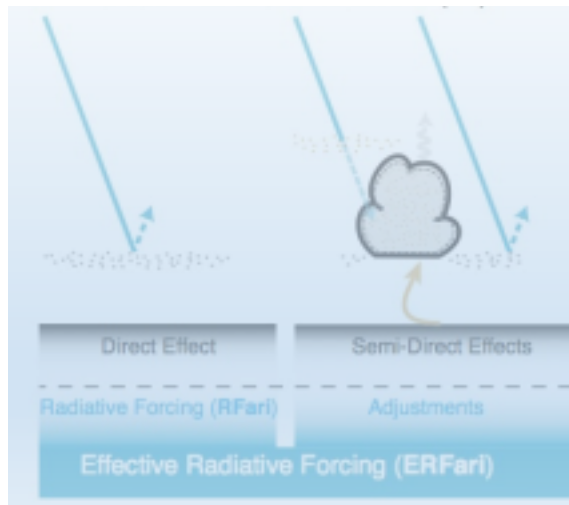 Direct Effect
Semi-Direct Effects
Radiative Forcing (RFari)
Adjustments
Effective Radiative Forcing (ERFari)